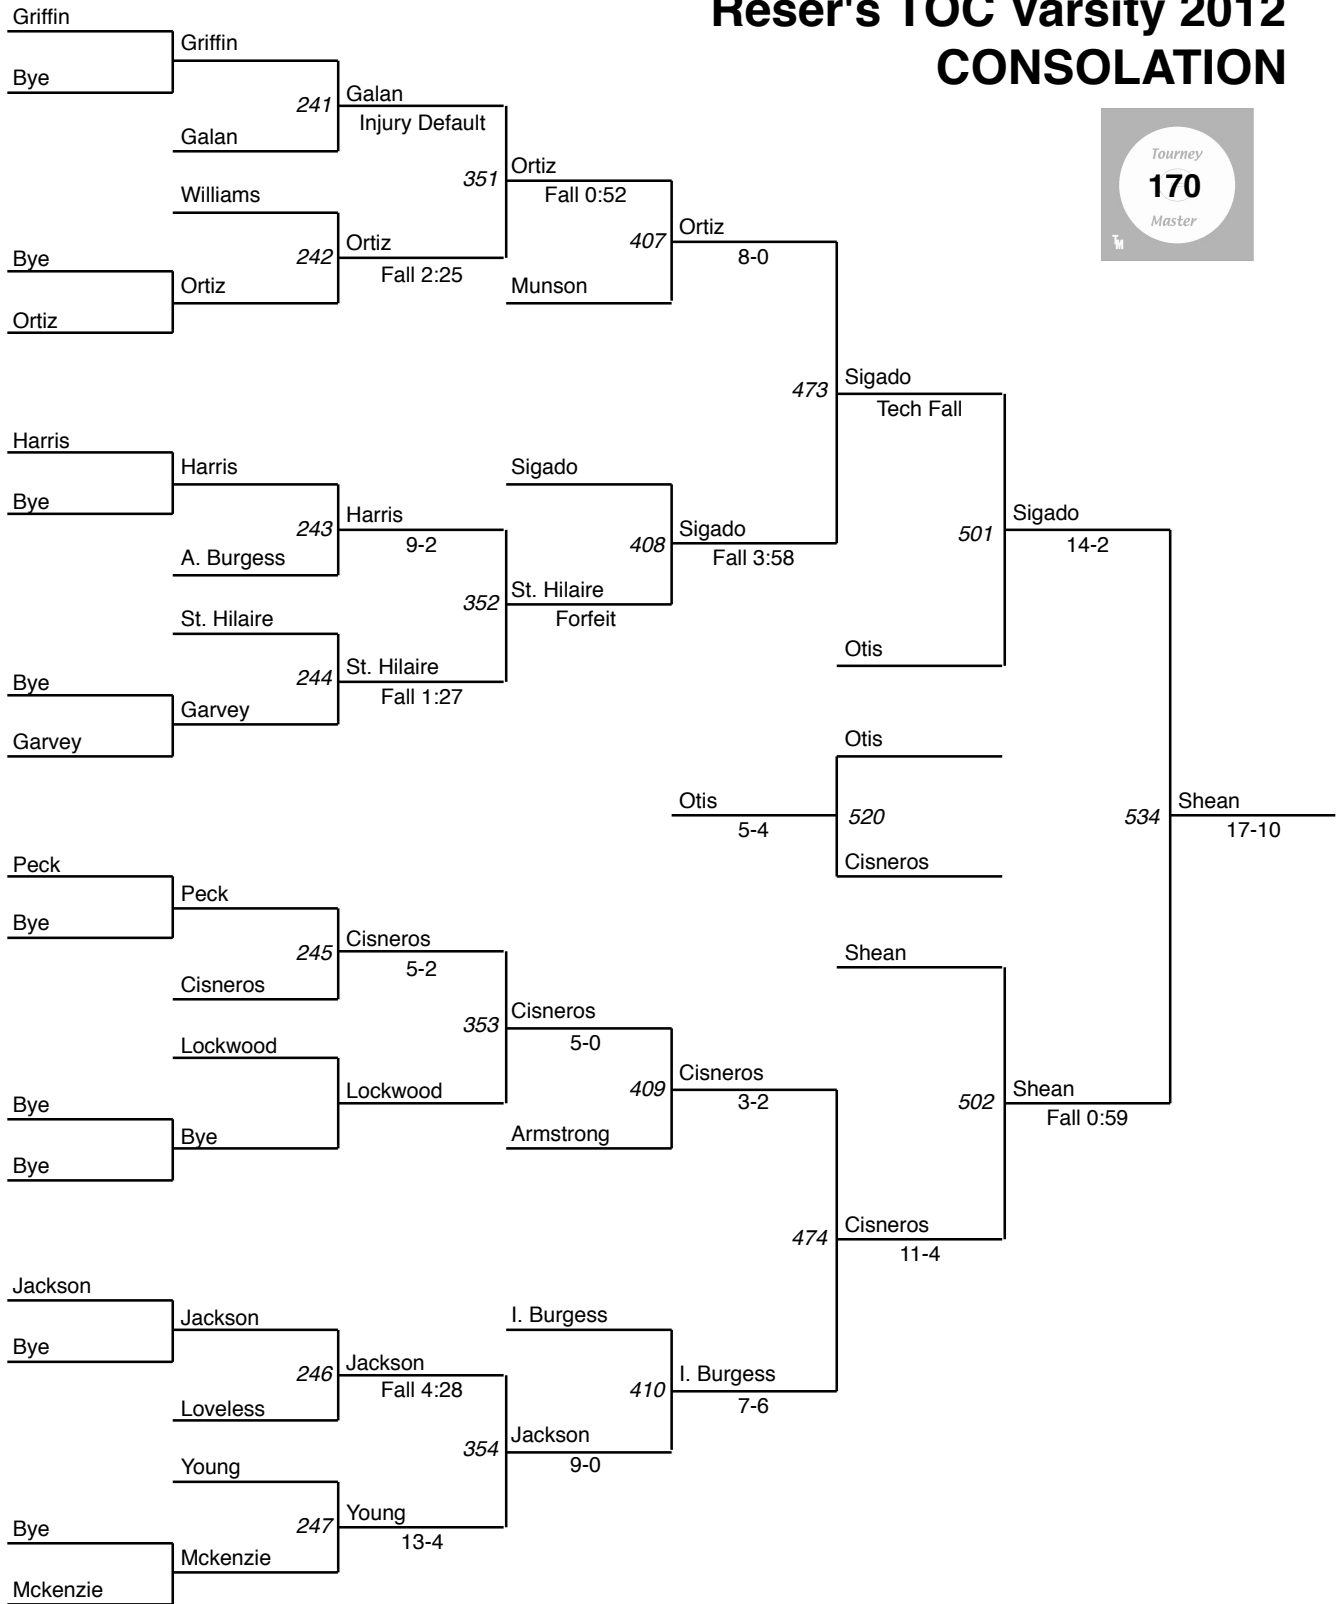 Reser's TOC Varsity 2012
CONSOLATION
Tourney
170
Master
TM
Griffin
Bye
Griffin
241
Galan
Galan
Injury Default
Williams
Bye
Ortiz
Ortiz
242
Ortiz
Fall 2:25
351
Ortiz
Fall 0:52
Munson
407
Ortiz
8-0
Harris
Bye
Harris
243
A. Burgess
Harris
9-2
St. Hilaire
Bye
Garvey
Garvey
244
St. Hilaire
Fall 1:27
352
St. Hilaire
Forfeit
Sigado
408
Sigado
Fall 3:58
473
Sigado
Tech Fall
Otis
501
Sigado
14-2
Otis
520
Cisneros
Otis
5-4
534
Shean
17-10
Peck
Bye
Peck
245
Cisneros
Cisneros
5-2
Lockwood
Bye
Bye
Bye
Lockwood
353
Cisneros
5-0
Armstrong
409
Cisneros
3-2
Shean
502
Shean
Fall 0:59
474
Cisneros
11-4
Jackson
Bye
Jackson
246
Loveless
Jackson
Fall 4:28
Young
Bye
Mckenzie
Mckenzie
247
Young
13-4
354
Jackson
9-0
I. Burgess
410
I. Burgess
7-6